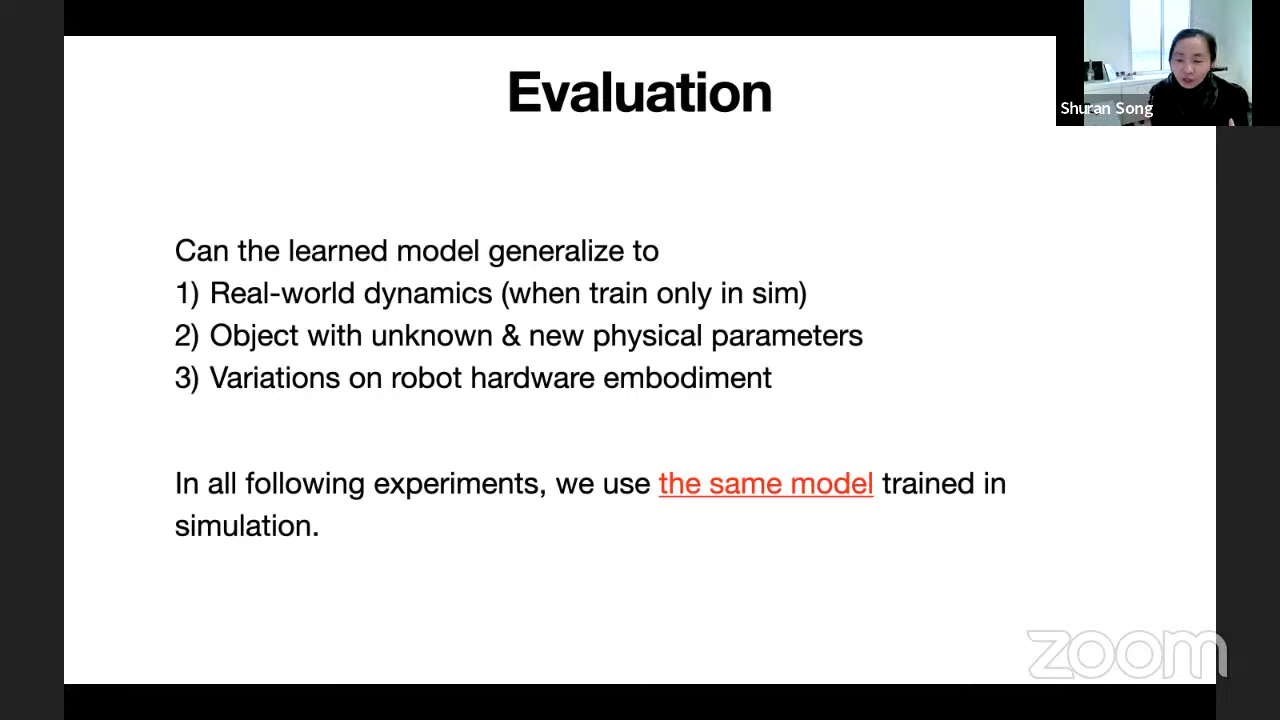 Evaluation
Shuran Song
Can the learned model generalize to
1) Real-world dynamics (when train only in sim)
2) Object with unknown & new physical parameters
3) Variations on robot hardware embodiment
In all following experiments, we use the same model trained in
simulation.
zoom